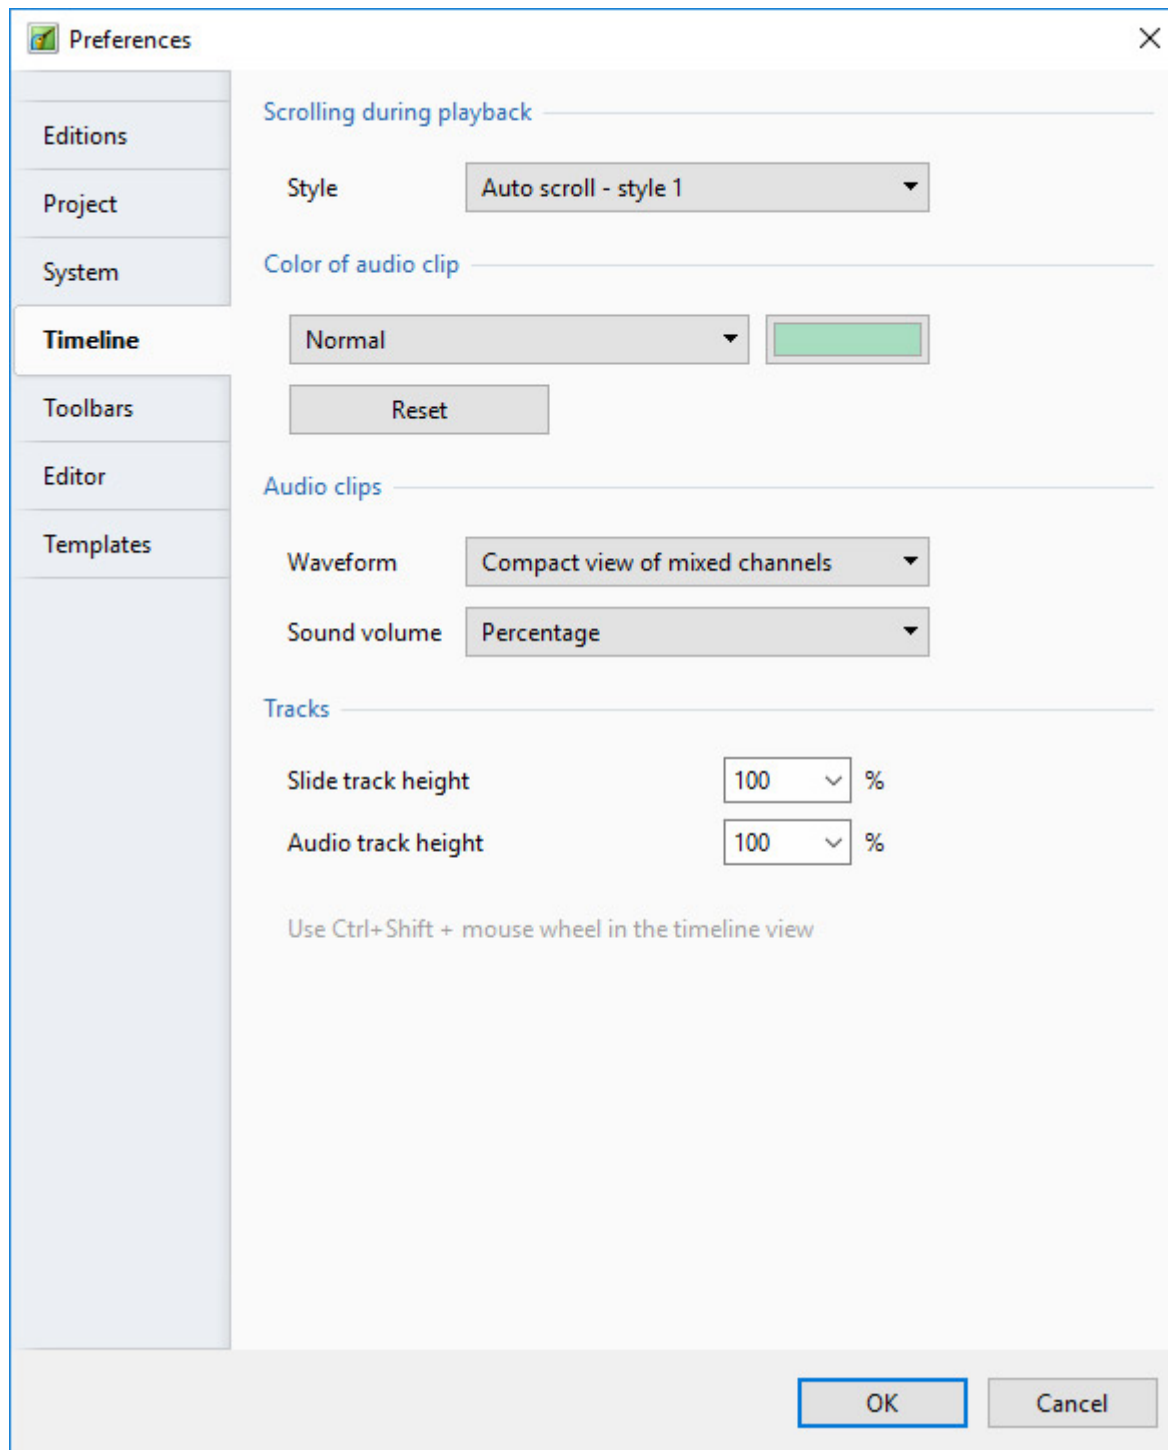 Preferences
Editions
Project
System
Timeline
Toolbars
Editor
Templates
Scrolling during playback
Style Auto scroll - style 1
Color of audio clip
Normal
Reset
Audio clips
Waveform Compact view of mixed channels
Sound volume Percentage
Tracks
Slide track height 100 %
Audio track height 100 %
Use Ctrl+Shift + mouse wheel in the timeline view
OK Cancel